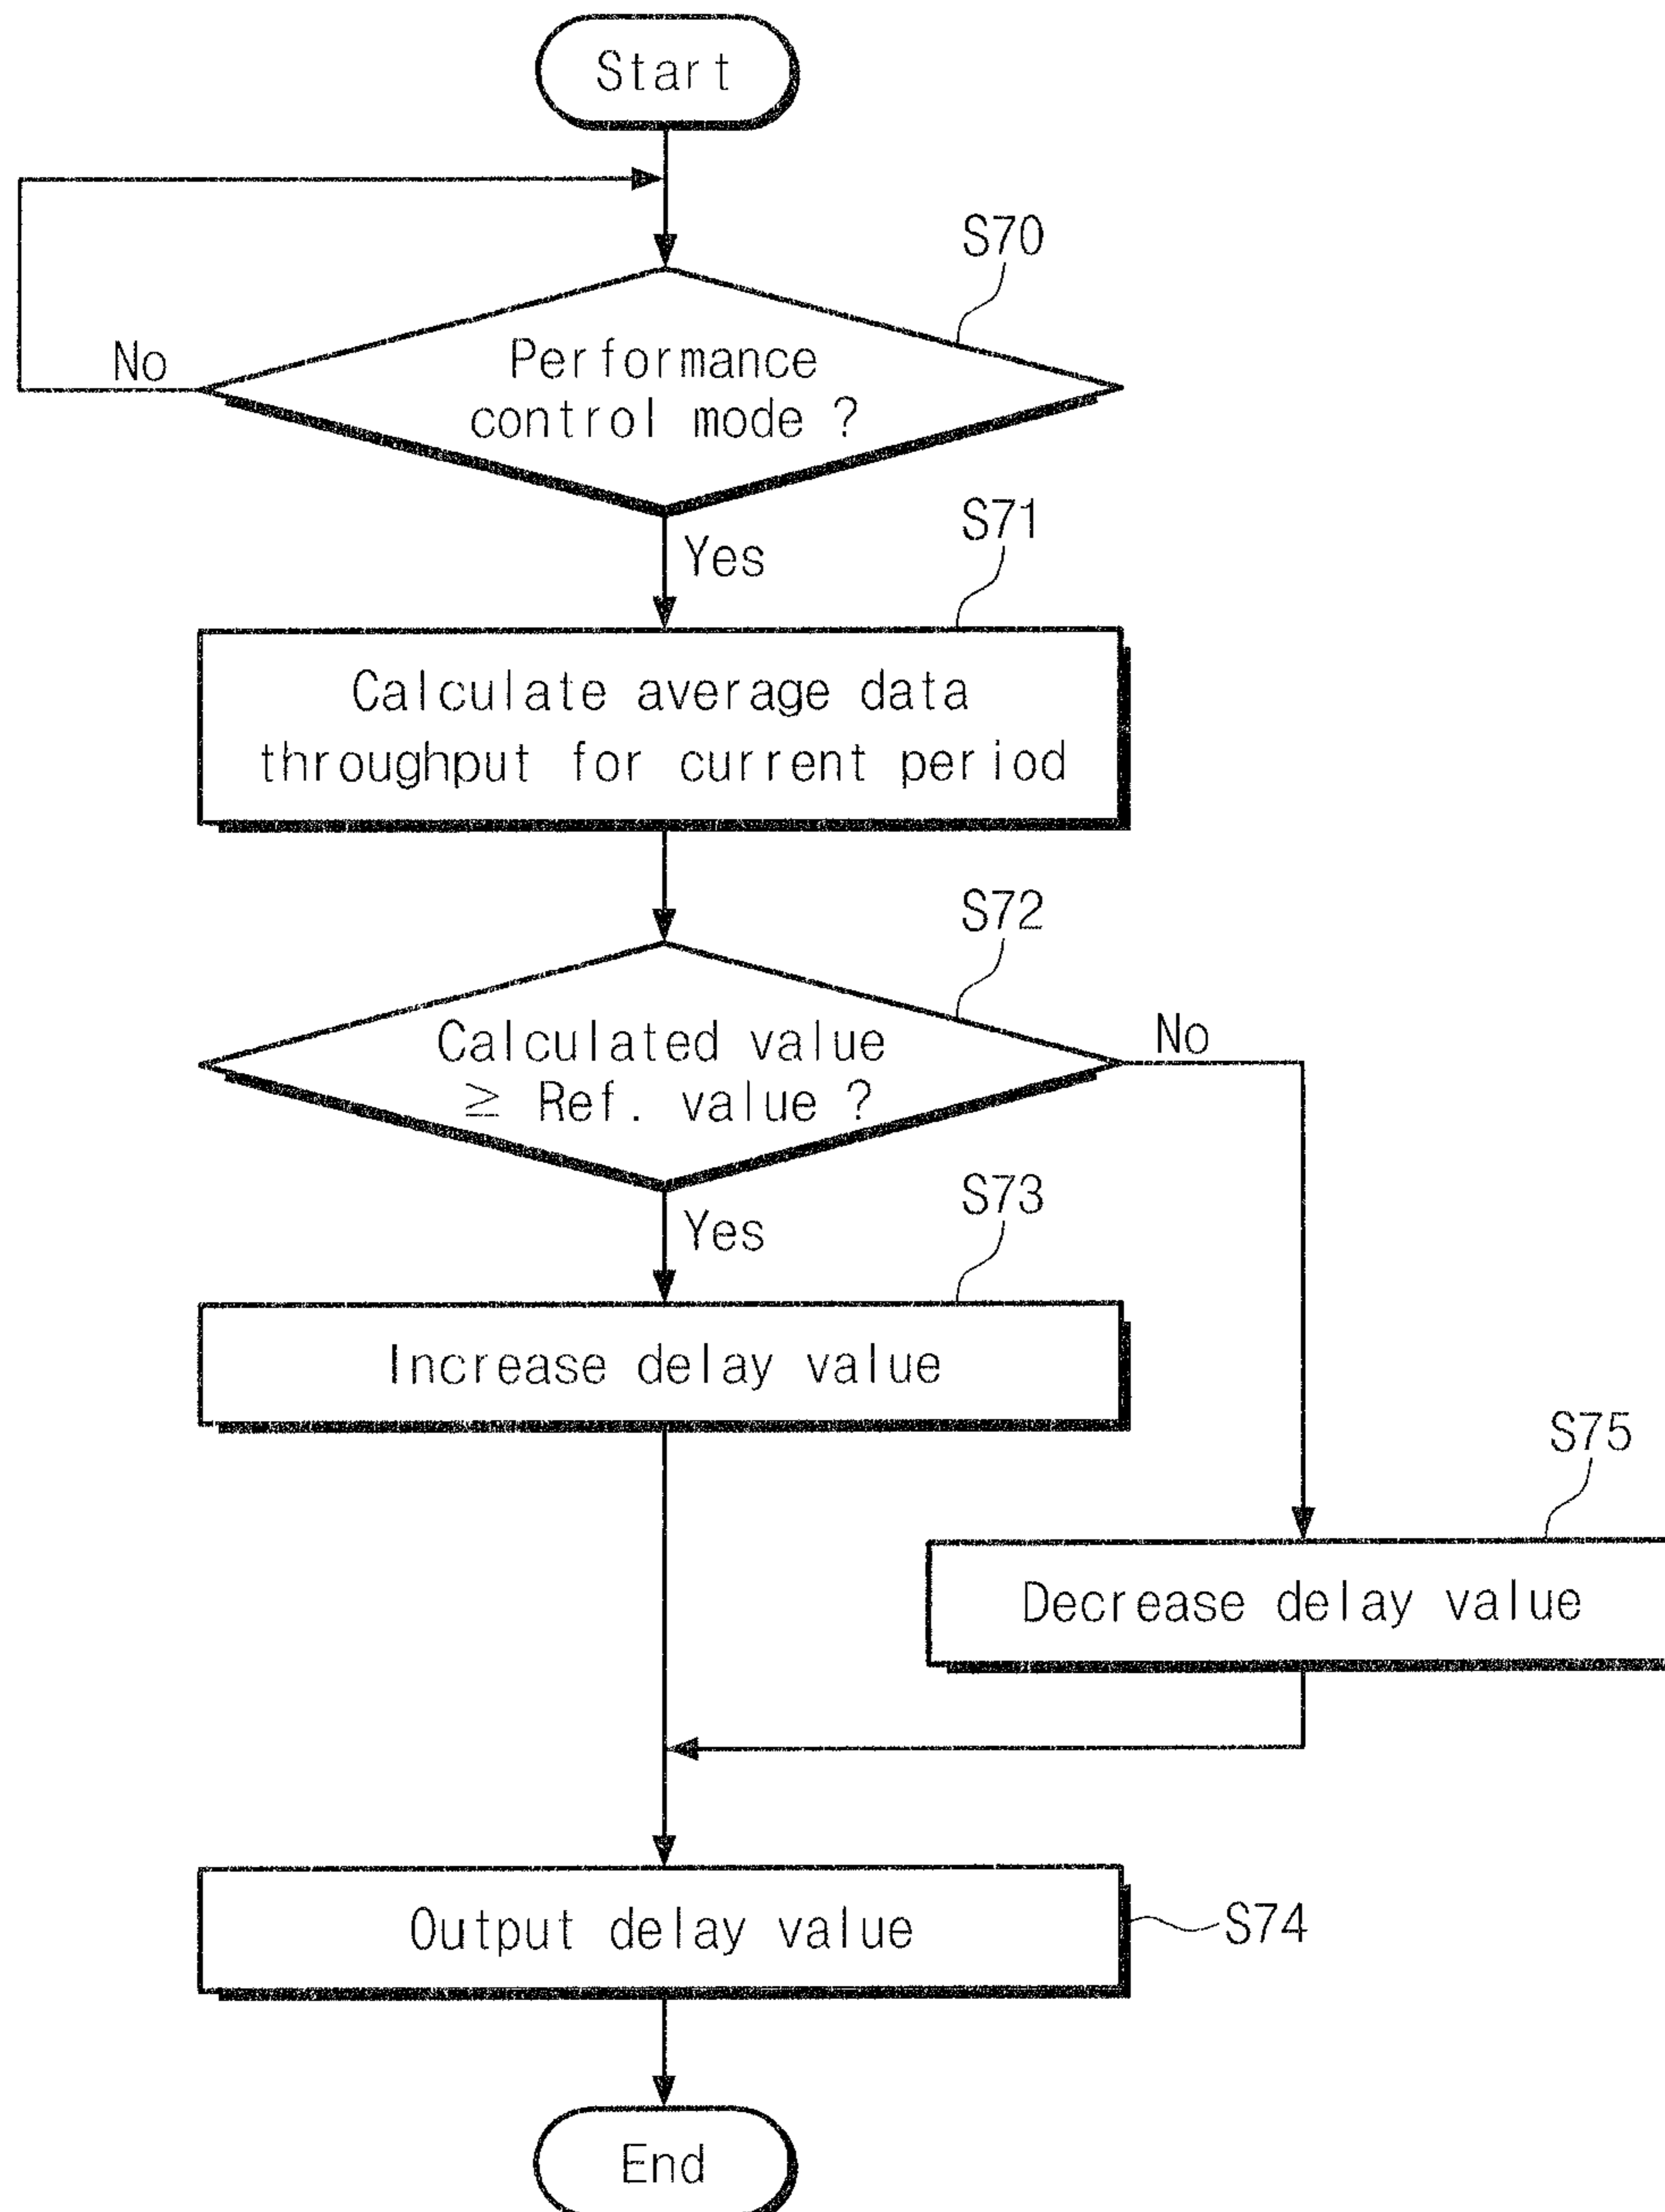 Start
S70
No
Performance
control mode ?
S71
Yes
Calculate average data
throughput for current period
S72
No
Calculated value
≥ Ref. value ?
S73
Yes
Increase delay value
S75
Decrease delay value
Output delay value
S74
End